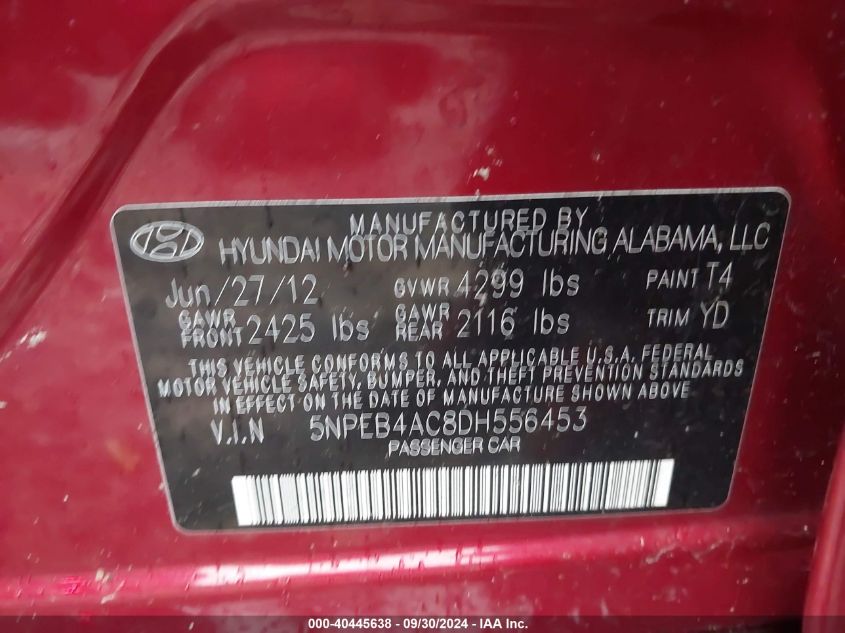 MANUFACTURED BY
HYUNDAI MOTOR MANUFACTURING ALABAMA, LLC
Jun/27/12 GVWR 4299 lbs PAINT T4
GAWR FRONT 2425 lbs GAWR REAR 2116 lbs TRIM YD
THIS VEHICLE CONFORMS TO ALL APPLICABLE U.S.A. FEDERAL
MOTOR VEHICLE SAFETY, BUMPER, AND THEFT PREVENTION STANDARDS
IN EFFECT ON THE DATE OF MANUFACTURE SHOWN ABOVE
V.I.N 5NPEB4AC8DH556453
PASSENGER CAR
000-40445638 - 09/30/2024 - IAA, Inc.